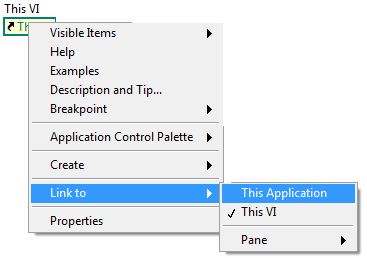 This VI
Visible Items
Help
Examples
Description and Tip...
Breakpoint
Application Control Palette
Create
Link to
Properties
This Application
This VI
Pane